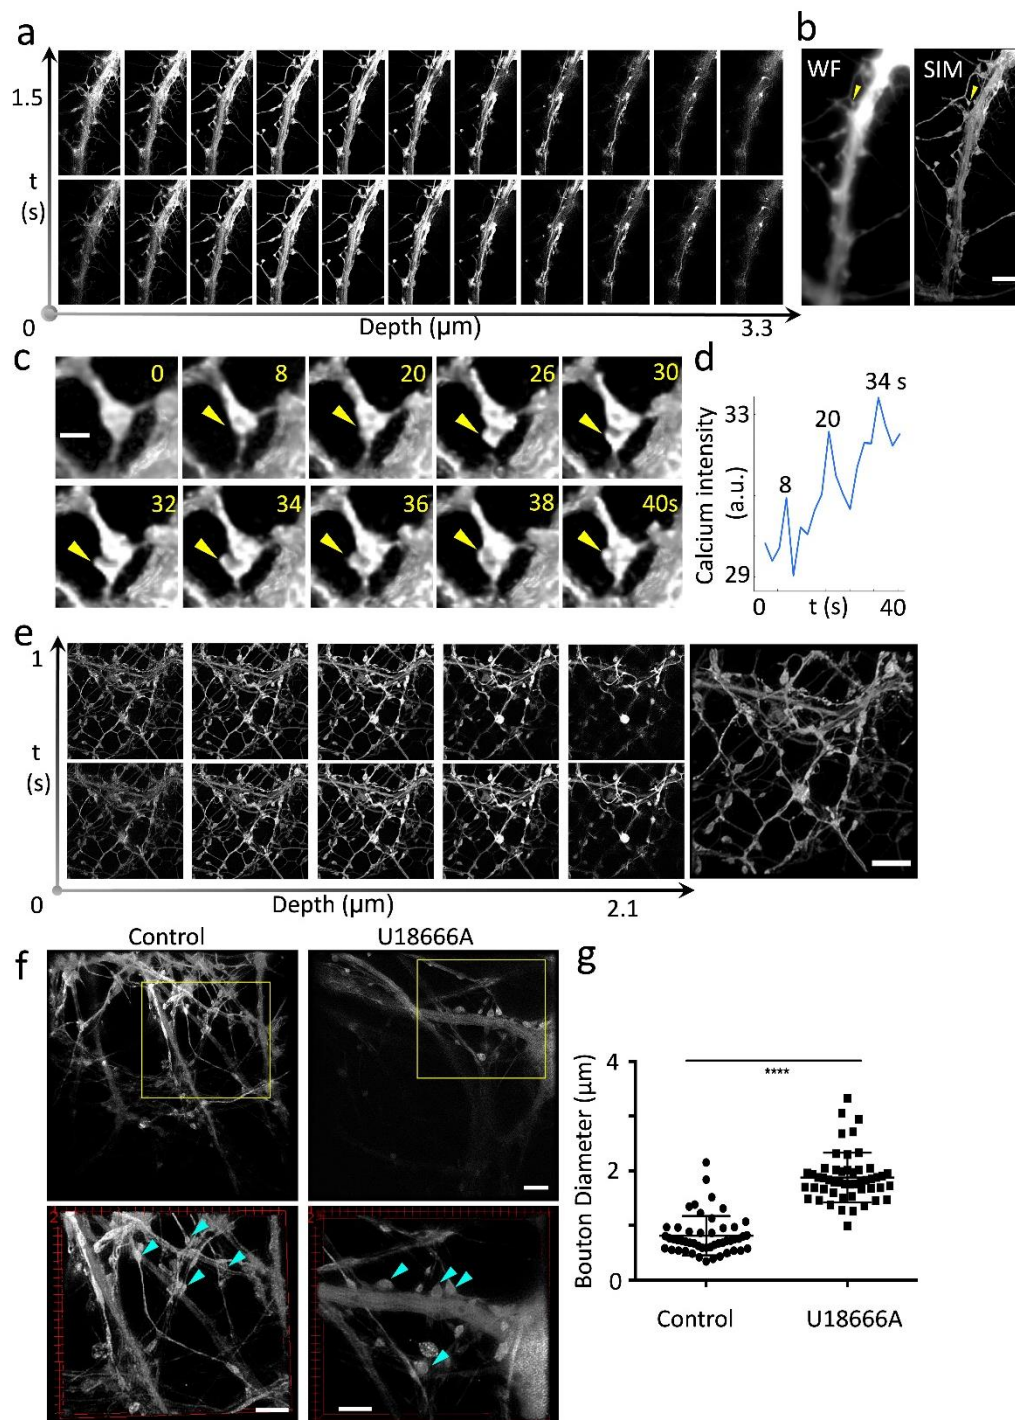 a
1.5
t
(s)
0
Depth (µm)
3.3
b
WF
SIM
c
0
8
20
26
30
32
34
36
38
40s
d
Calcium intensity
(a.u.)
33
29
8
20
34 s
0
t (s)
40
e
1
t
(s)
0
Depth (µm)
2.1
f
Control
U18666A
g
Bouton Diameter (µm)
4
2
0
****
Control
U18666A